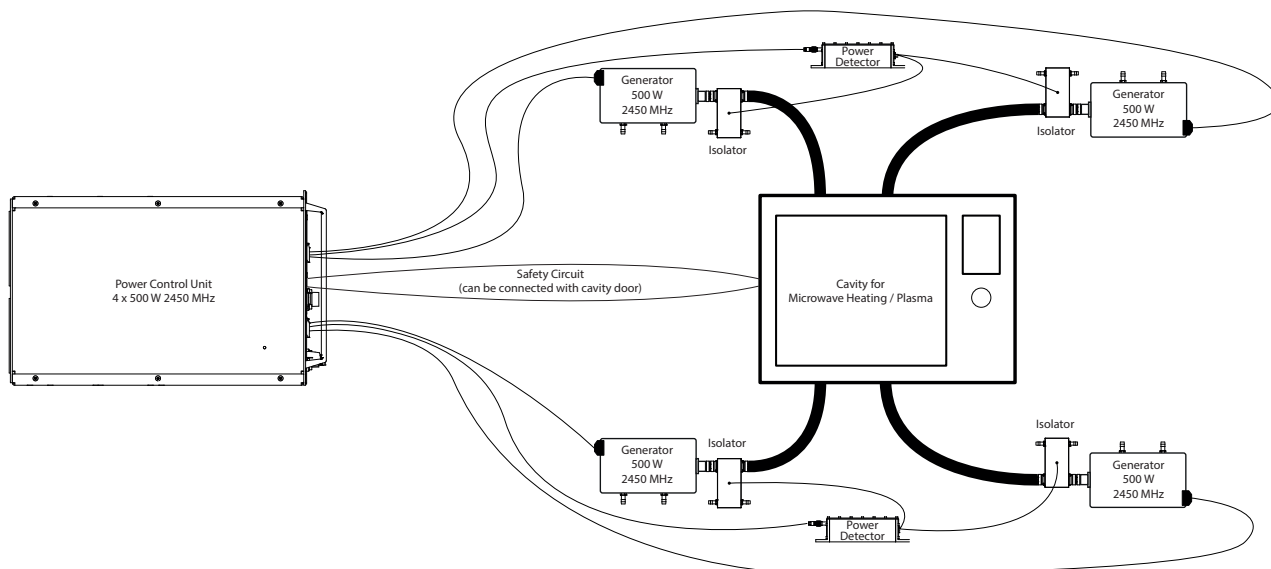 Power
Detector
Generator
500 W
2450 MHz
Isolator
Generator
500 W
2450 MHz
Isolator
Power Control Unit
4 x 500 W 2450 MHz
Safety Circuit
(can be connected with cavity door)
Cavity for
Microwave Heating / Plasma
Generator
500 W
2450 MHz
Isolator
Isolator
Generator
500 W
2450 MHz
Power
Detector